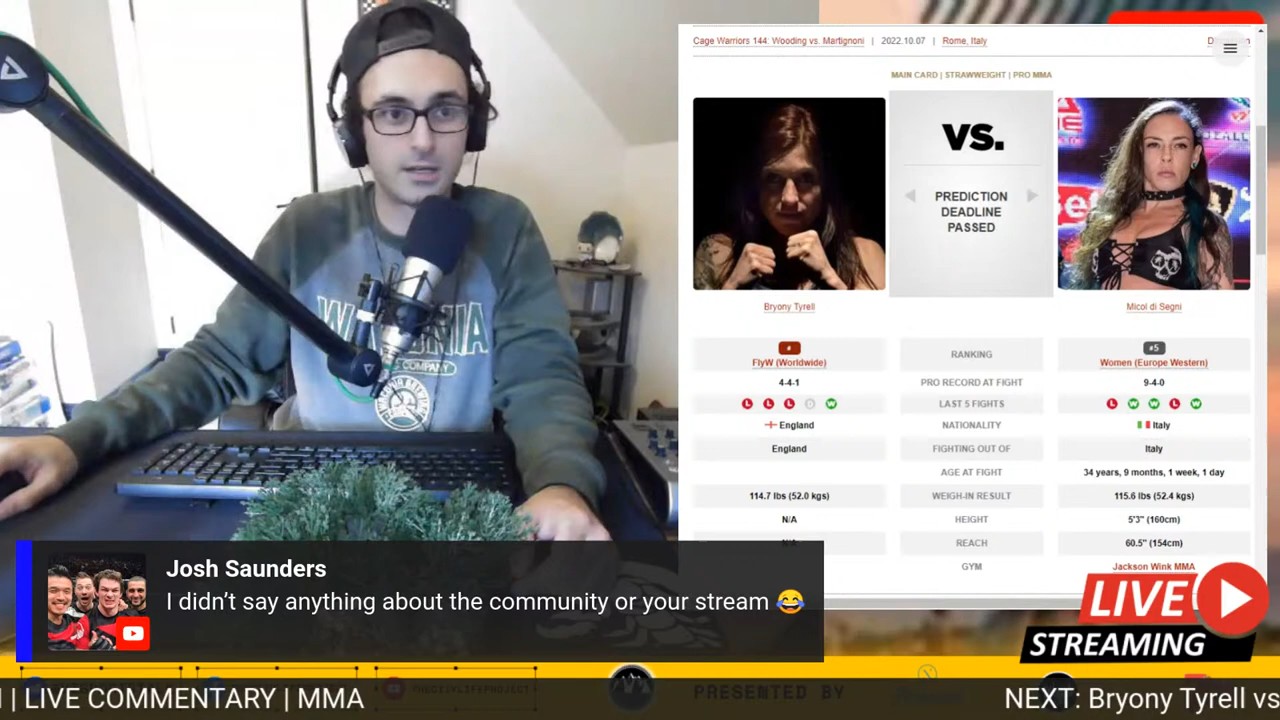 Cage Warriors 144: Wooding vs. Martignoni | 2022.10.07 | Rome, Italy
MAIN CARD | STRAWWEIGHT | PRO MMA
VS.
PREDICTION
DEADLINE
PASSED
Bryony Tyrell
Micol di Segni
# RANKING #5
FlyW (Worldwide) Women (Europe Western)
4-4-1 PRO RECORD AT FIGHT 9-4-0
L L L D W LAST 5 FIGHTS L W W L W
England NATIONALITY Italy
England FIGHTING OUT OF Italy
AGE AT FIGHT 34 years, 9 months, 1 week, 1 day
114.7 lbs (52.0 kgs) WEIGH-IN RESULT 115.6 lbs (52.4 kgs)
N/A HEIGHT 5'3" (160cm)
N/A REACH 60.5" (154cm)
GYM Jackson Wink MMA
Josh Saunders
I didn’t say anything about the community or your stream 😂
LIVE
STREAMING
PRESENTED BY
| LIVE COMMENTARY | MMA
NEXT: Bryony Tyrell vs